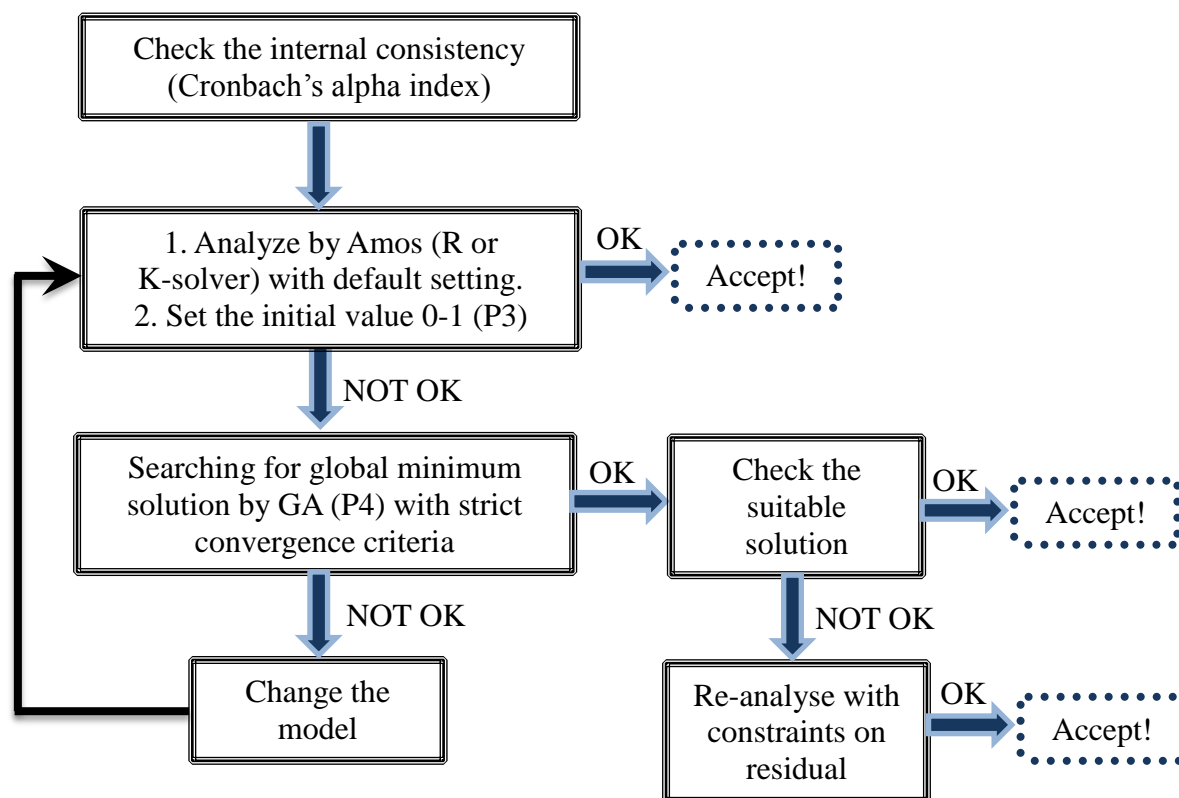 Check the internal consistency
(Cronbach’s alpha index)
1. Analyze by Amos (R or
K-solver) with default setting.
2. Set the initial value 0-1 (P3)
OK
Accept!
NOT OK
Searching for global minimum
solution by GA (P4) with strict
convergence criteria
OK
Check the
suitable
solution
OK
Accept!
NOT OK
NOT OK
Change the
model
Re-analyse with
constraints on
residual
OK
Accept!